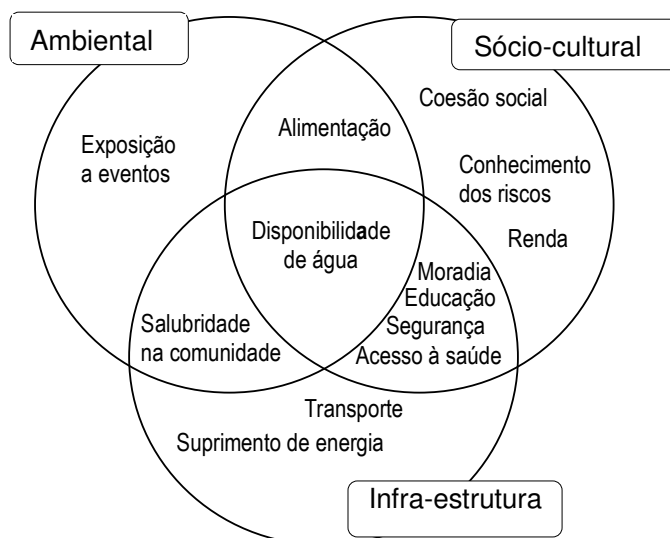 Ambiental
Sócio-cultural
Coesão social
Alimentação
Exposição
a eventos
Conhecimento
dos riscos
Renda
Disponibilidade
de água
Moradia
Educação
Segurança
Acesso à saúde
Salubridade
na comunidade
Transporte
Suprimento de energia
Infra-estrutura